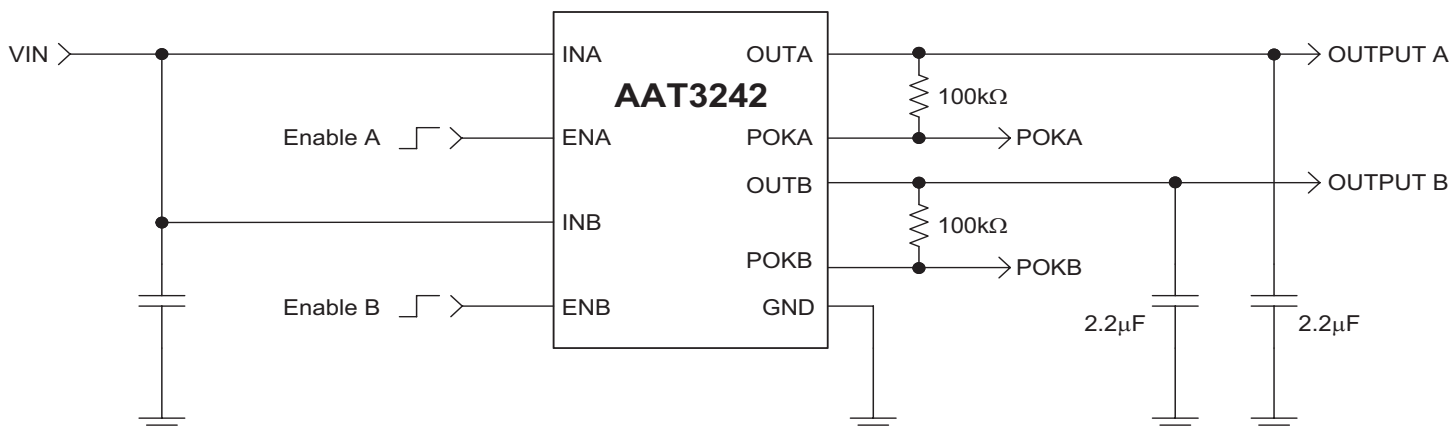 VIN
INA
OUTA
OUTPUT A
AAT3242
100kΩ
Enable A
ENA
POKA
POKA
OUTB
OUTPUT B
INB
100kΩ
POKB
POKB
Enable B
ENB
GND
2.2μF
2.2μF